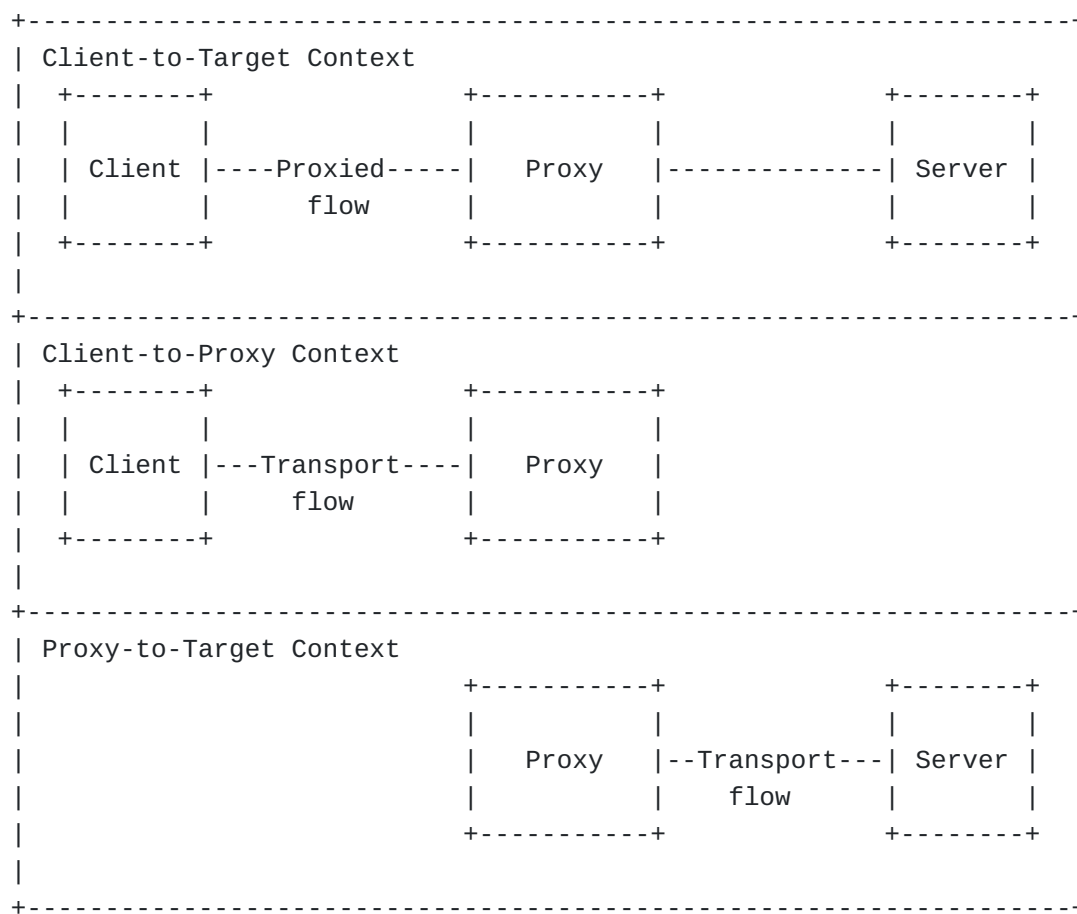 +-------------------------------------------------------------------+
| Client-to-Target Context
|  +--------+                +-----------+              +--------+
|  |        |                |           |              |        |
|  | Client |----Proxied-----|   Proxy   |--------------| Server |
|  |        |      flow      |           |              |        |
|  +--------+                +-----------+              +--------+
|
+-------------------------------------------------------------------+
| Client-to-Proxy Context
|  +--------+                +-----------+
|  |        |                |           |
|  | Client |---Transport----|   Proxy   |
|  |        |     flow       |           |
|  +--------+                +-----------+
|
+-------------------------------------------------------------------+
| Proxy-to-Target Context
|                            +-----------+              +--------+
|                            |           |              |        |
|                            |   Proxy   |--Transport---| Server |
|                            |           |    flow      |        |
|                            +-----------+              +--------+
|
+-------------------------------------------------------------------+